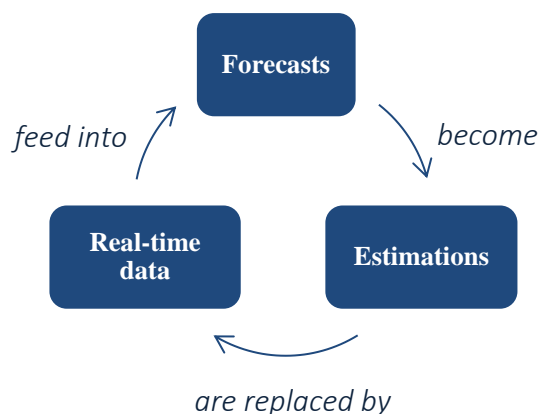 Forecasts
feed into
become
Real-time
data
Estimations
are replaced by